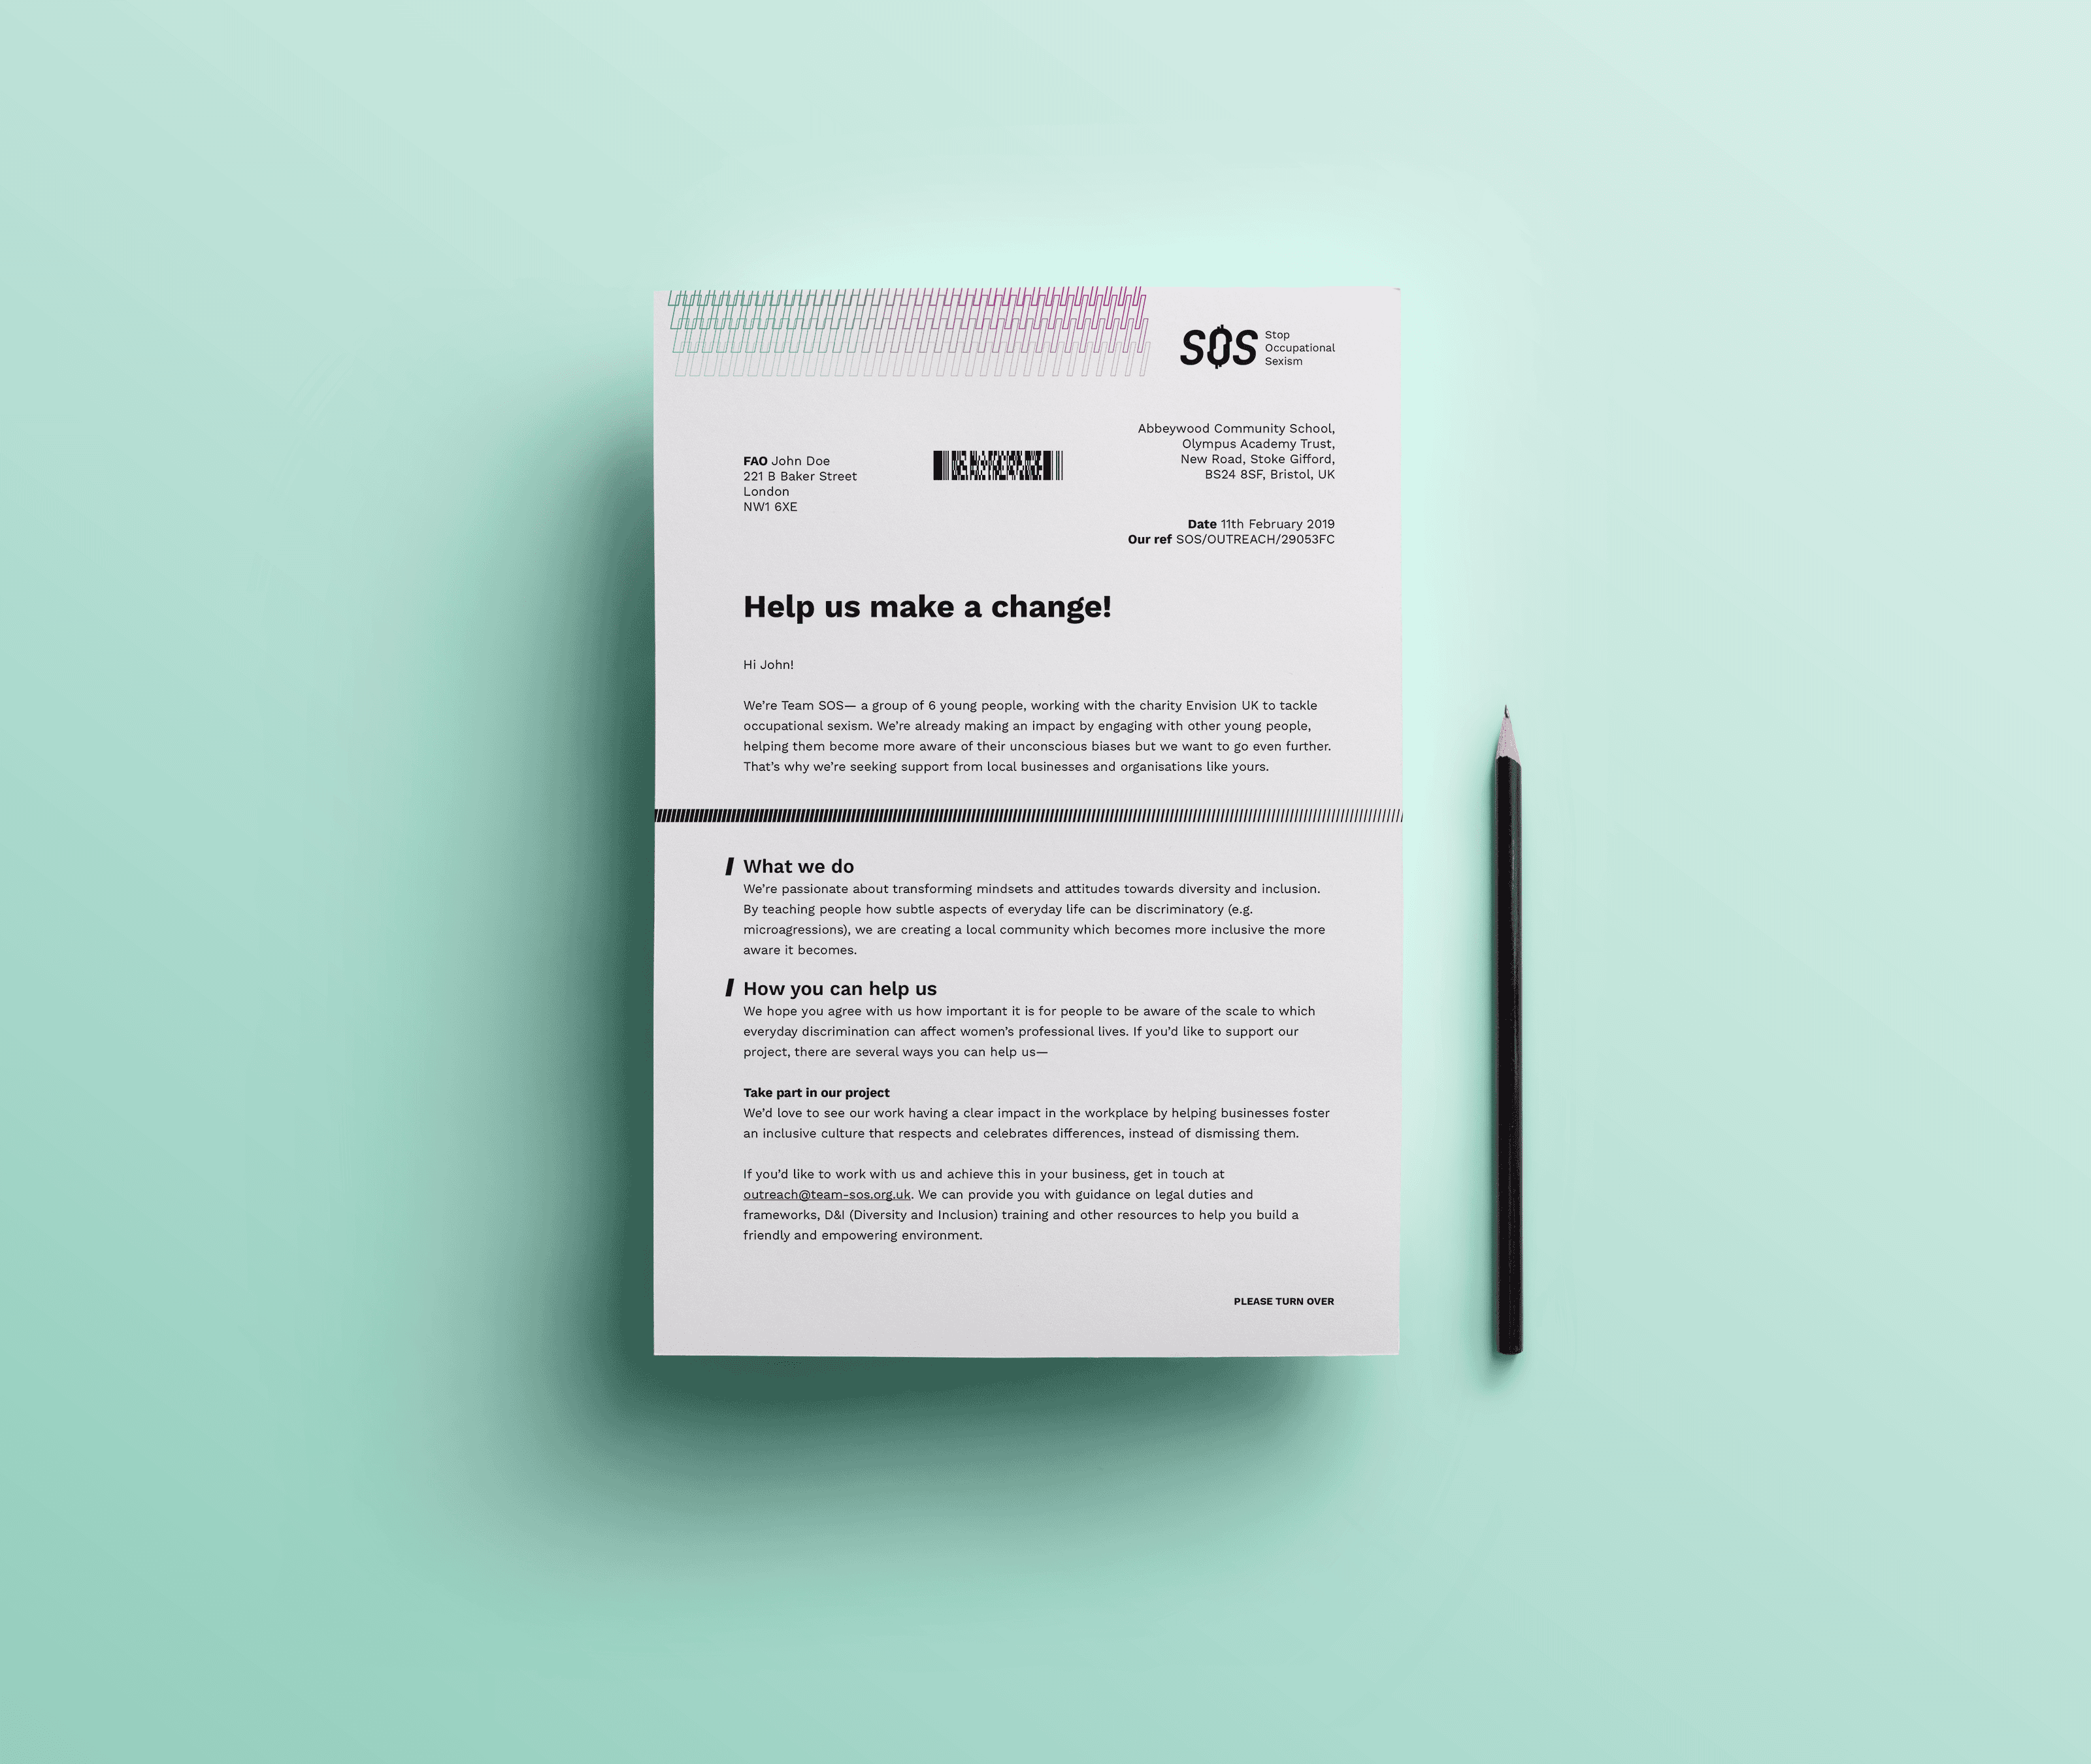 SOS
Stop
Occupational
Sexism
Abbeywood Community School,
Olympus Academy Trust,
New Road, Stoke Gifford,
BS24 8SF, Bristol, UK
FAO John Doe
221 B Baker Street
London
NW1 6XE
Date 11th February 2019
Our ref SOS/OUTREACH/29053FC
Help us make a change!
Hi John!
We’re Team SOS— a group of 6 young people, working with the charity Envision UK to tackle
occupational sexism. We’re already making an impact by engaging with other young people,
helping them become more aware of their unconscious biases but we want to go even further.
That’s why we’re seeking support from local businesses and organisations like yours.
What we do
We’re passionate about transforming mindsets and attitudes towards diversity and inclusion.
By teaching people how subtle aspects of everyday life can be discriminatory (e.g.
microagressions), we are creating a local community which becomes more inclusive the more
aware it becomes.
How you can help us
We hope you agree with us how important it is for people to be aware of the scale to which
everyday discrimination can affect women’s professional lives. If you’d like to support our
project, there are several ways you can help us—
Take part in our project
We’d love to see our work having a clear impact in the workplace by helping businesses foster
an inclusive culture that respects and celebrates differences, instead of dismissing them.
If you’d like to work with us and achieve this in your business, get in touch at
outreach@team-sos.org.uk. We can provide you with guidance on legal duties and
frameworks, D&I (Diversity and Inclusion) training and other resources to help you build a
friendly and empowering environment.
PLEASE TURN OVER